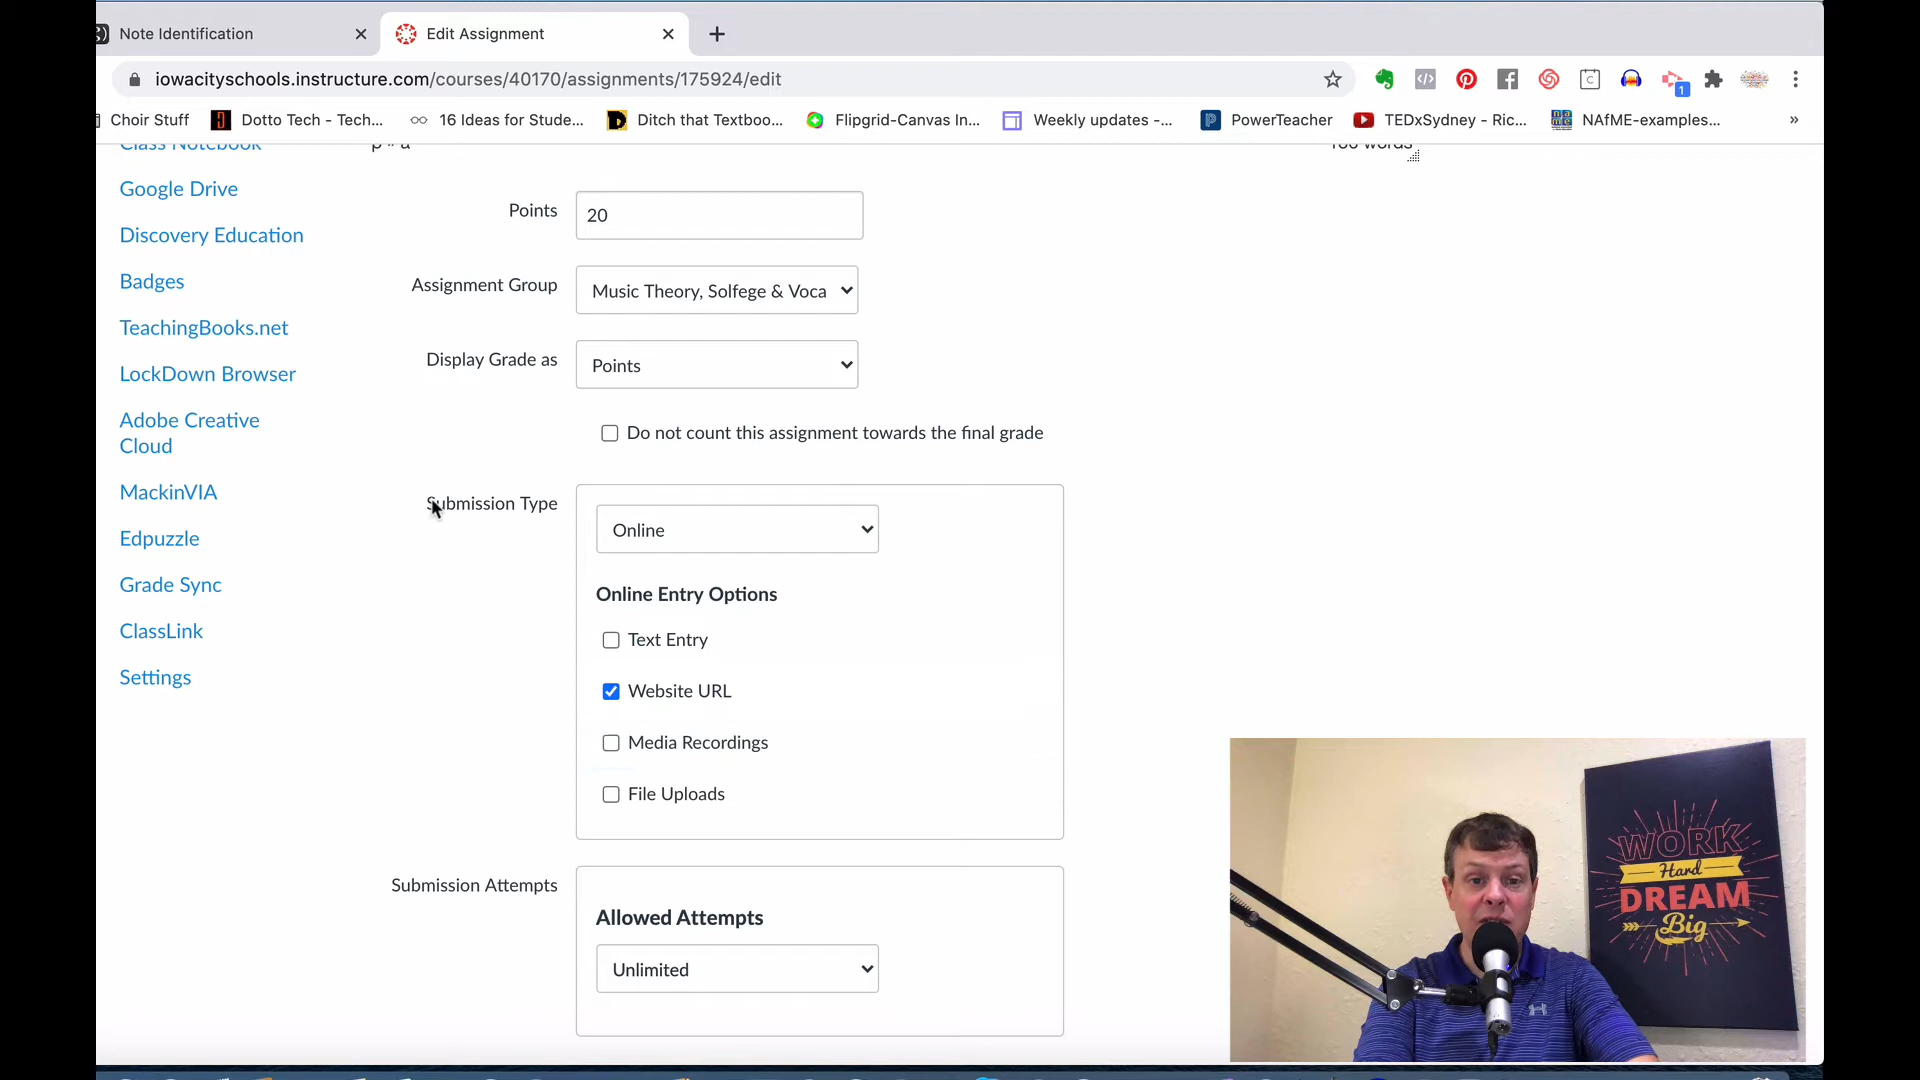 Note Identification
Edit Assignment
iowacityschools.instructure.com/courses/40170/assignments/175924/edit
1
Choir Stuff
Dotto Tech - Tech...
16 Ideas for Stude...
Ditch that Textboo...
Flipgrid-Canvas In...
Weekly updates -...
PowerTeacher
TEDxSydney - Ric...
NAfME-examples...
»
Class Notebook
words
Google Drive
Discovery Education
Badges
TeachingBooks.net
LockDown Browser
Adobe Creative
Cloud
MackinVIA
Edpuzzle
Grade Sync
ClassLink
Settings
Points
20
Assignment Group
Music Theory, Solfege & Voca
Display Grade as
Points
Do not count this assignment towards the final grade
Submission Type
Online
Online Entry Options
Text Entry
Website URL
Media Recordings
File Uploads
Submission Attempts
Allowed Attempts
Unlimited
WORK
Hard
DREAM
Big